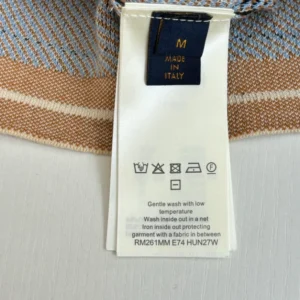 M
MADE IN
ITALY
Gentle wash with low
temperature
Wash inside out in a net
Iron inside out protecting
garment with a fabric in between
RM261MM E74 HUN27W